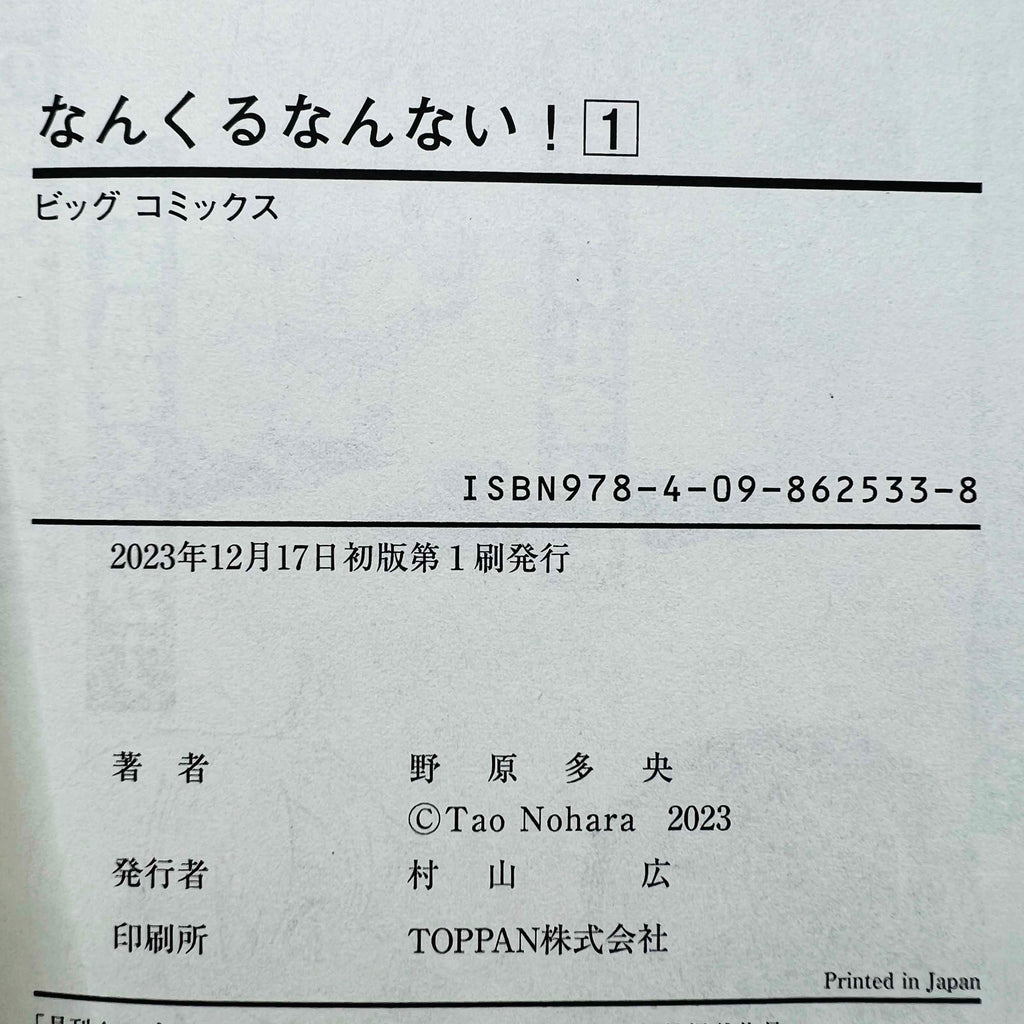 なんくるなんない！ 1
ビッグ コミックス
ISBN978-4-09-862533-8
2023年12月17日初版第1刷発行
著 者 野 原 多 央
©Tao Nohara 2023
発行者 村 山 広
印刷所 TOPPAN株式会社
Printed in Japan